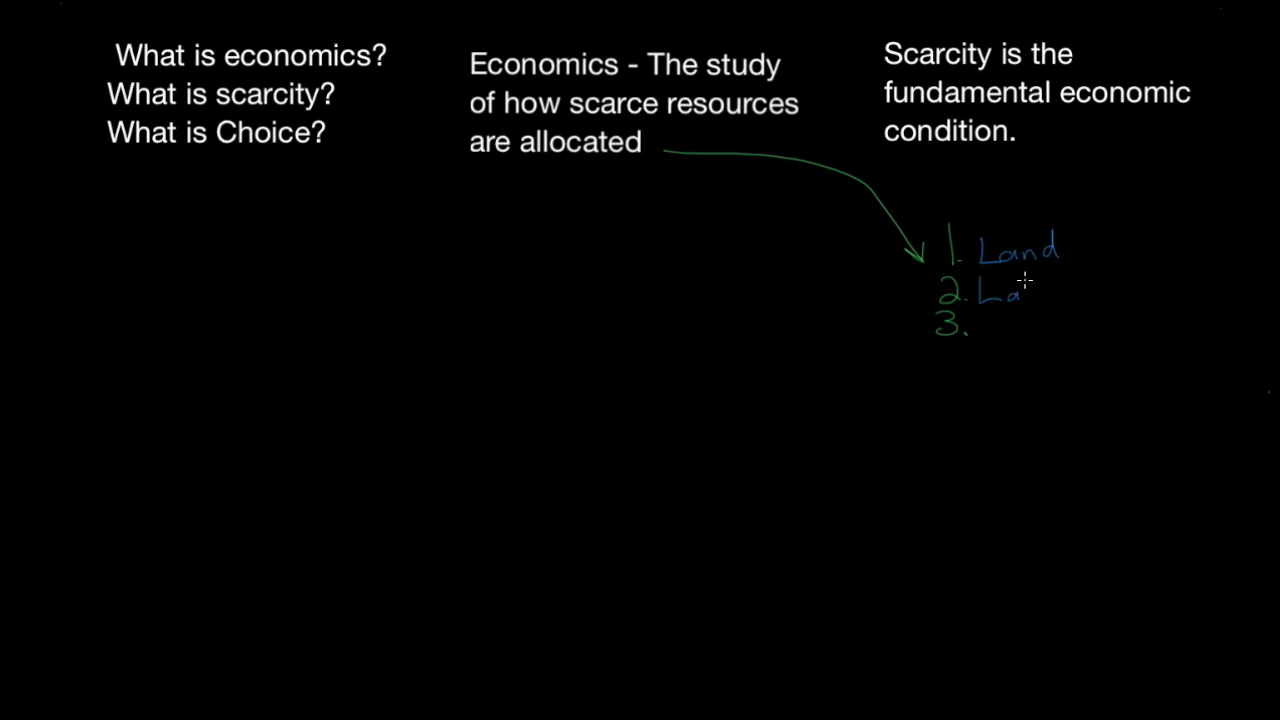 What is economics?
What is scarcity?
What is Choice?
Economics - The study
of how scarce resources
are allocated
Scarcity is the
fundamental economic
condition.
1. Land
2. La
3.